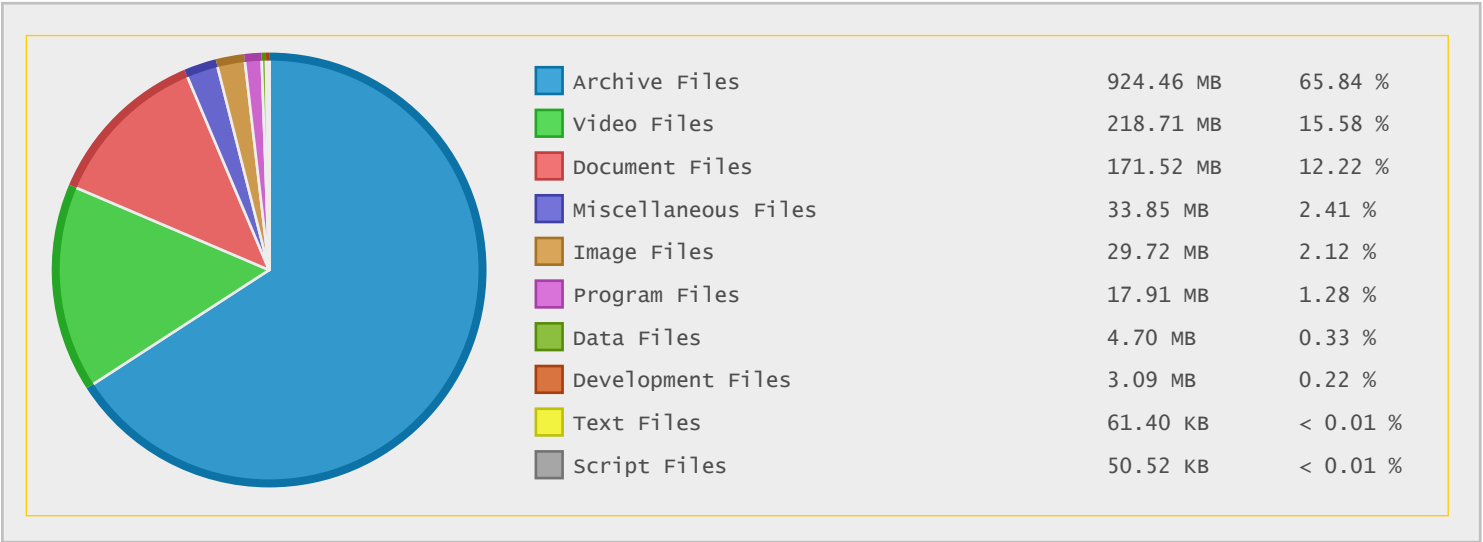 Archive Files 924.46 MB 65.84 %
Video Files 218.71 MB 15.58 %
Document Files 171.52 MB 12.22 %
Miscellaneous Files 33.85 MB 2.41 %
Image Files 29.72 MB 2.12 %
Program Files 17.91 MB 1.28 %
Data Files 4.70 MB 0.33 %
Development Files 3.09 MB 0.22 %
Text Files 61.40 KB < 0.01 %
Script Files 50.52 KB < 0.01 %